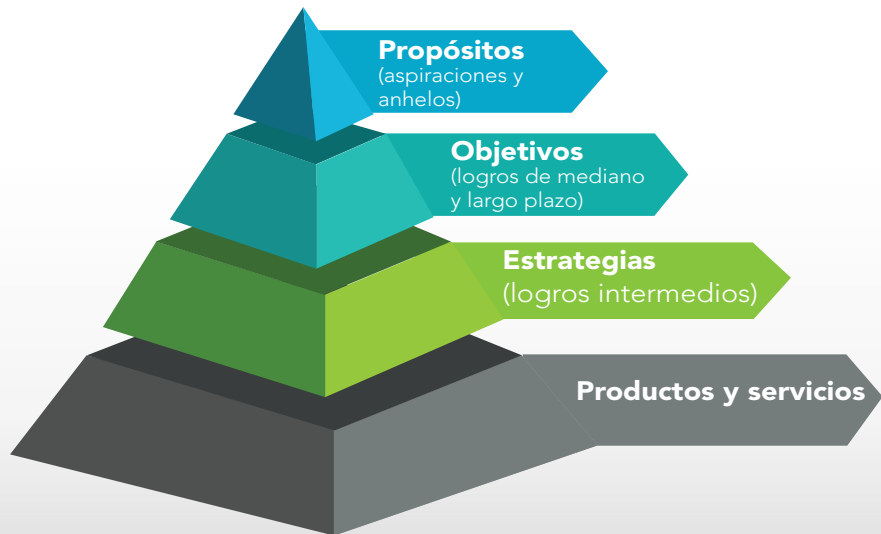 Propósitos
(aspiraciones y
anhelos)
Objetivos
(logros de mediano
y largo plazo)
Estrategias
(logros intermedios)
Productos y servicios